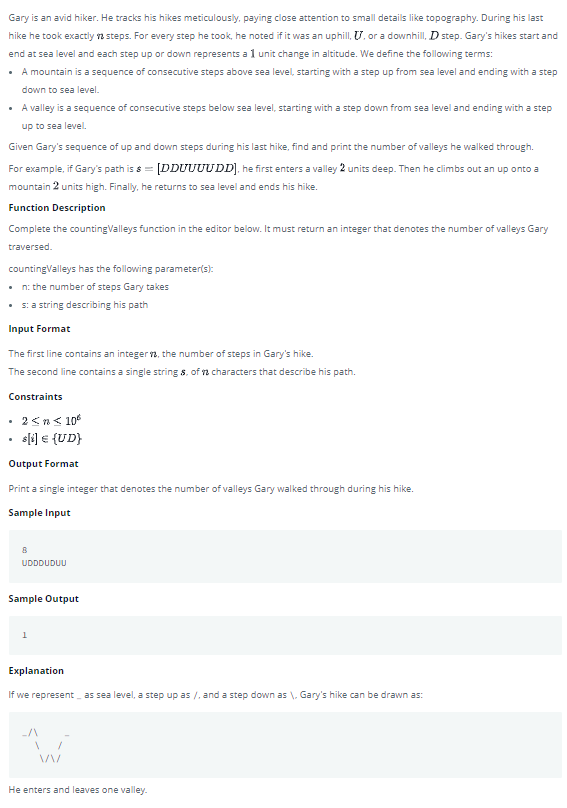 Gary is an avid hiker. He tracks his hikes meticulously, paying close attention to small details like topography. During his last
hike he took exactly n steps. For every step he took, he noted if it was an uphill, U, or a downhill, D step. Gary's hikes start and
end at sea level and each step up or down represents a 1 unit change in altitude. We define the following terms:
• A mountain is a sequence of consecutive steps above sea level, starting with a step up from sea level and ending with a step
down to sea level.
• A valley is a sequence of consecutive steps below sea level, starting with a step down from sea level and ending with a step
up to sea level.
Given Gary's sequence of up and down steps during his last hike, find and print the number of valleys he walked through.
For example, if Gary's path is s = [DDUUUUDD], he first enters a valley 2 units deep. Then he climbs out an up onto a
mountain 2 units high. Finally, he returns to sea level and ends his hike.
Function Description
Complete the countingValleys function in the editor below. It must return an integer that denotes the number of valleys Gary
traversed.
countingValleys has the following parameter(s):
• n: the number of steps Gary takes
• s: a string describing his path
Input Format
The first line contains an integer n, the number of steps in Gary's hike.
The second line contains a single string s, of n characters that describe his path.
Constraints
• 2 ≤ n ≤ 10⁶
• s[i] ∈ {UD}
Output Format
Print a single integer that denotes the number of valleys Gary walked through during his hike.
Sample Input
8
UDDDUDUU
Sample Output
1
Explanation
If we represent _ as sea level, a step up as /, and a step down as \, Gary's hike can be drawn as:
_/\      _
   \    /
    \/\/
He enters and leaves one valley.